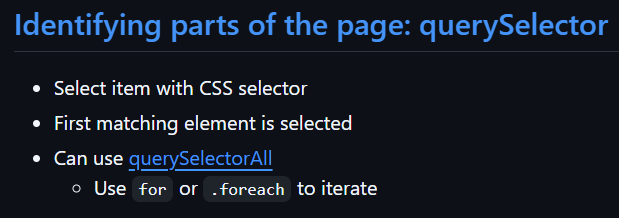 Identifying parts of the page: querySelector
Select item with CSS selector
First matching element is selected
Can use querySelectorAll
Use for or .foreach to iterate